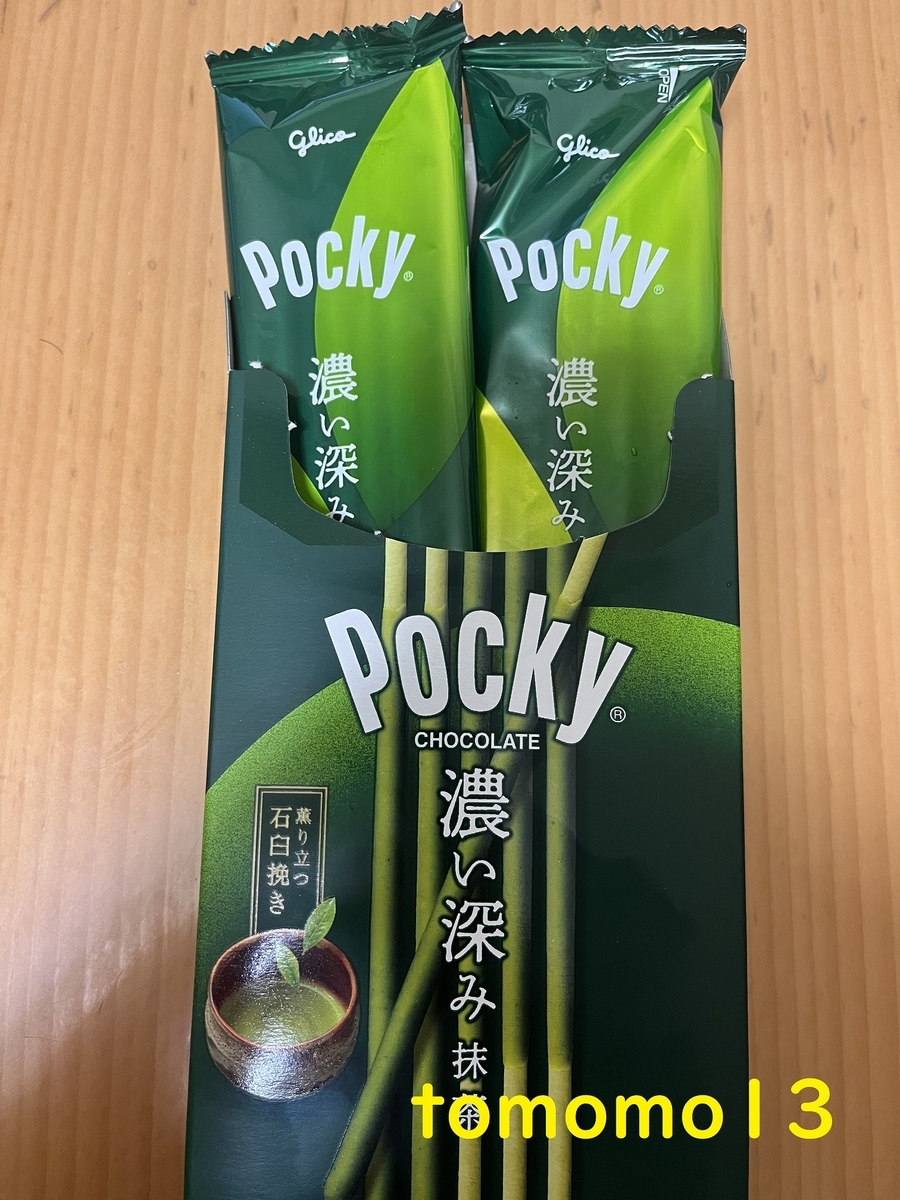 Glico
Pocky®
濃い深み
OPEN
Glico
Pocky®
濃い深み
Pocky®
CHOCOLATE
濃い深み 抹茶
薫り立つ
石臼挽き
tomomo13